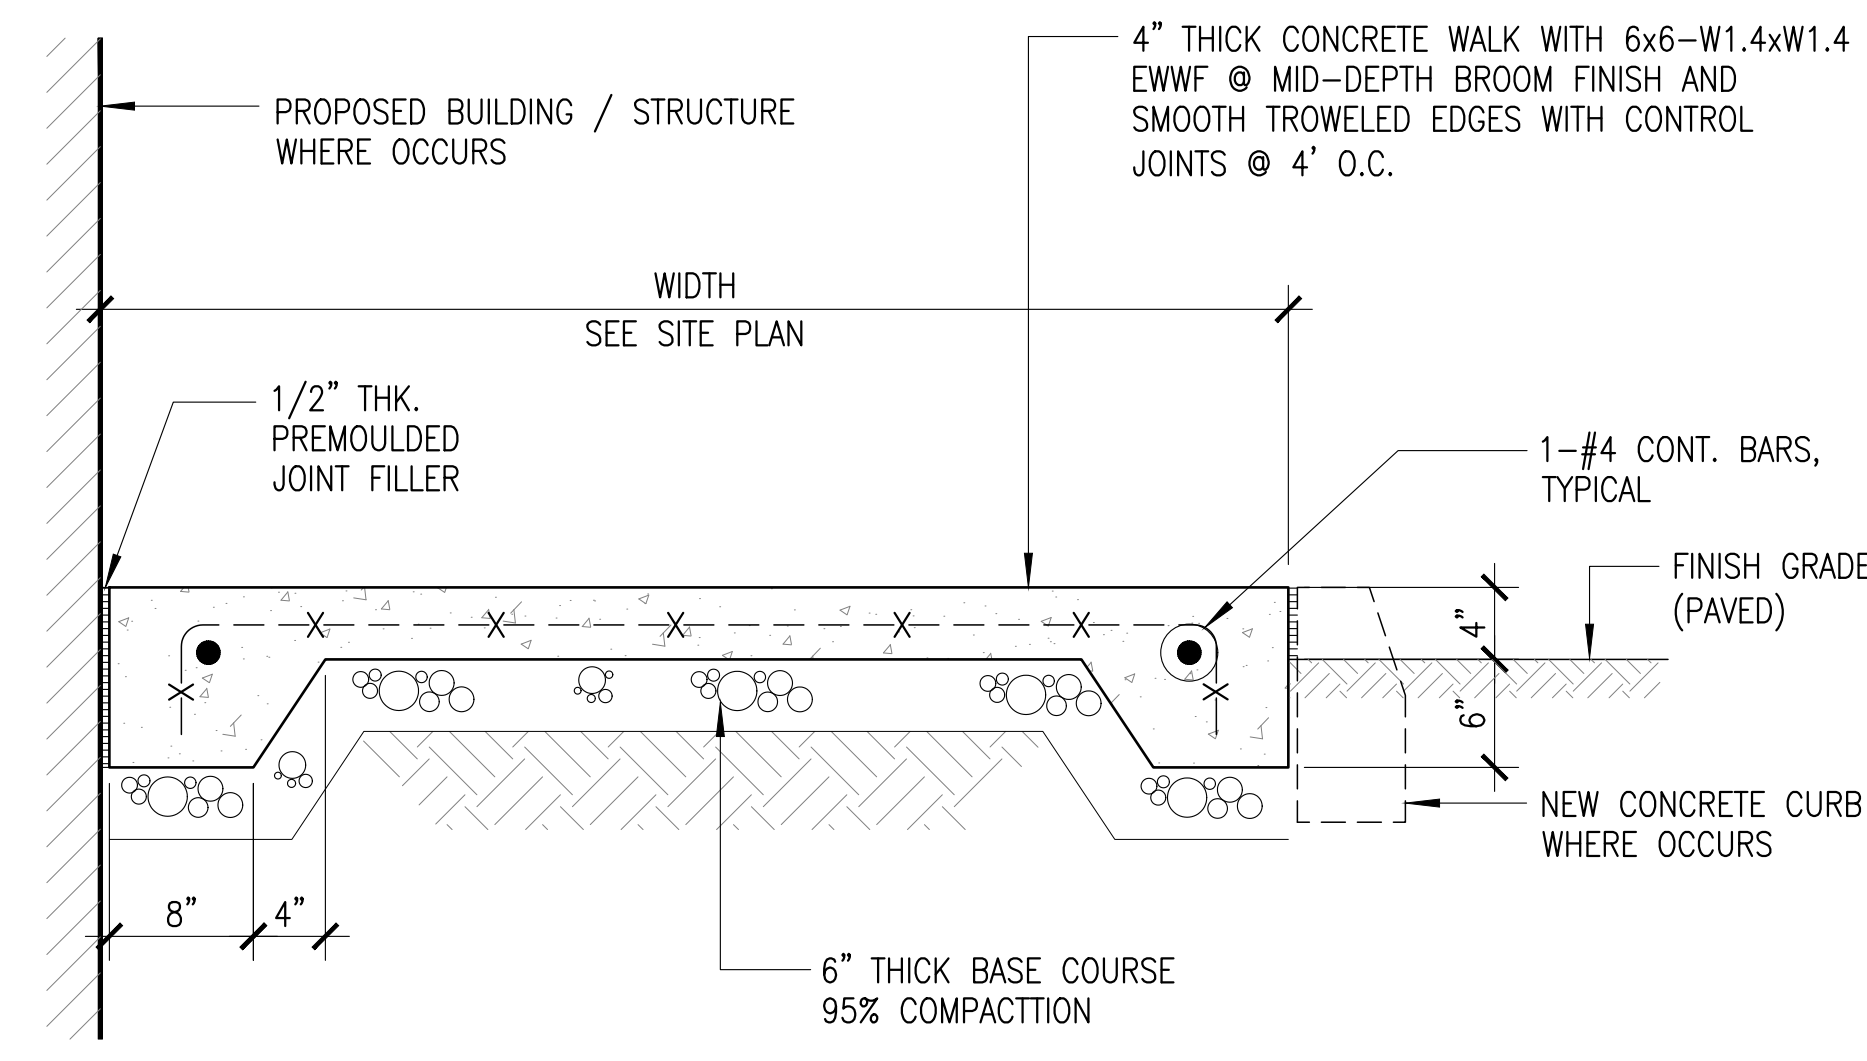 4” THICK CONCRETE WALK WITH 6x6-W1.4xW1.4
EWWF @ MID-DEPTH BROOM FINISH AND
SMOOTH TROWELED EDGES WITH CONTROL
JOINTS @ 4' O.C.
PROPOSED BUILDING / STRUCTURE
WHERE OCCURS
WIDTH
SEE SITE PLAN
1/2” THK.
PREMOULDED
JOINT FILLER
1-#4 CONT. BARS,
TYPICAL
FINISH GRADE
(PAVED)
4”
6”
NEW CONCRETE CURB
WHERE OCCURS
8”
4”
6” THICK BASE COURSE
95% COMPACTTION